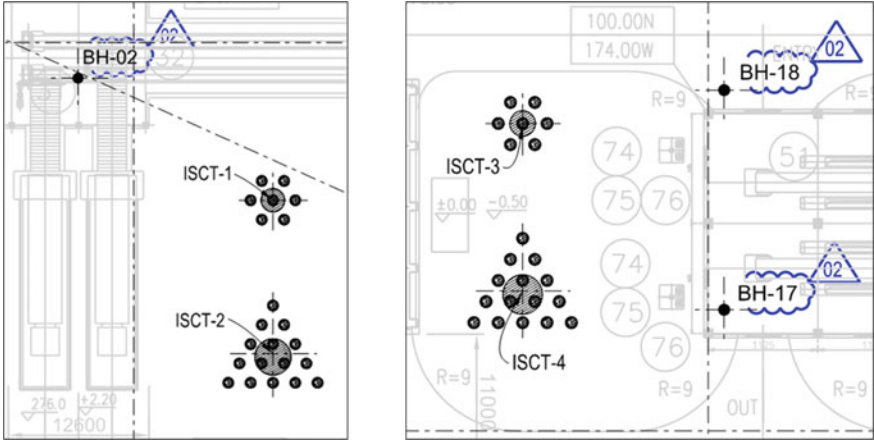 02
BH-02
32
ISCT-1
ISCT-2
276.0
+2.20
12600
100.00N
174.00W
02
ENTRY
BH-18
R=9
R=9
ISCT-3
74
51
±0.00
-0.50
75
76
74
02
BH-17
75
ISCT-4
76
R=9
11000
R=9
R=9
OUT